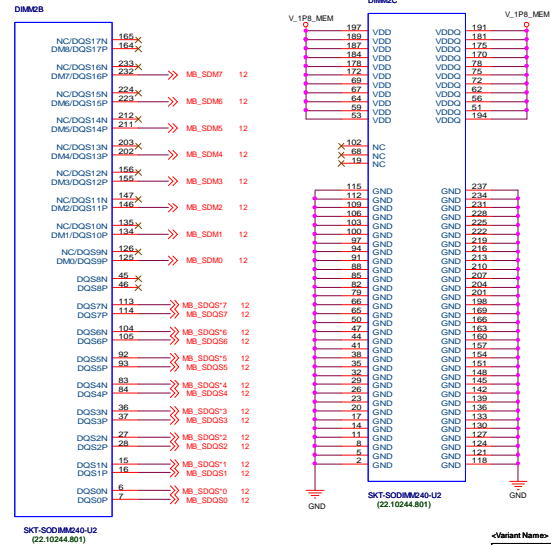 DIMM2B
NC/DQS17N 165
DM8/DQS17P 164
NC/DQS16N 233
DM7/DQS16P 232 MB_SDM7 12
NC/DQS15N 224
DM6/DQS15P 223 MB_SDM6 12
NC/DQS14N 212
DM5/DQS14P 211 MB_SDM5 12
NC/DQS13N 203
DM4/DQS13P 202 MB_SDM4 12
NC/DQS12N 156
DM3/DQS12P 155 MB_SDM3 12
NC/DQS11N 147
DM2/DQS11P 146 MB_SDM2 12
NC/DQS10N 135
DM1/DQS10P 134 MB_SDM1 12
NC/DQS9N 126
DM0/DQS9P 125 MB_SDM0 12
DQS8N 45
DQS8P 46
DQS7N 113 MB_SDQS*7 12
DQS7P 114 MB_SDQS7 12
DQS6N 104 MB_SDQS*6 12
DQS6P 105 MB_SDQS6 12
DQS5N 92 MB_SDQS*5 12
DQS5P 93 MB_SDQS5 12
DQS4N 83 MB_SDQS*4 12
DQS4P 84 MB_SDQS4 12
DQS3N 36 MB_SDQS*3 12
DQS3P 37 MB_SDQS3 12
DQS2N 27 MB_SDQS*2 12
DQS2P 28 MB_SDQS2 12
DQS1N 15 MB_SDQS*1 12
DQS1P 16 MB_SDQS1 12
DQS0N 6 MB_SDQS*0 12
DQS0P 7 MB_SDQS0 12
SKT-SODIMM240-U2
(22.10244.801)
DIMM2C
V_1P8_MEM V_1P8_MEM
197 VDD VDDQ 191
189 VDD VDDQ 181
187 VDD VDDQ 175
184 VDD VDDQ 170
178 VDD VDDQ 78
172 VDD VDDQ 75
69 VDD VDDQ 72
67 VDD VDDQ 62
64 VDD VDDQ 56
59 VDD VDDQ 51
53 VDD VDDQ 194
102 NC
68 NC
19 NC
115 GND GND 237
112 GND GND 234
109 GND GND 231
106 GND GND 228
103 GND GND 225
100 GND GND 222
97 GND GND 219
94 GND GND 216
91 GND GND 213
88 GND GND 210
85 GND GND 207
82 GND GND 204
79 GND GND 201
66 GND GND 198
65 GND GND 169
50 GND GND 166
47 GND GND 163
44 GND GND 160
41 GND GND 157
38 GND GND 154
35 GND GND 151
32 GND GND 148
29 GND GND 145
26 GND GND 142
23 GND GND 139
20 GND GND 136
17 GND GND 133
14 GND GND 130
11 GND GND 127
8 GND GND 124
5 GND GND 121
2 GND GND 118
GND GND
SKT-SODIMM240-U2
(22.10244.801)
<Variant Name>